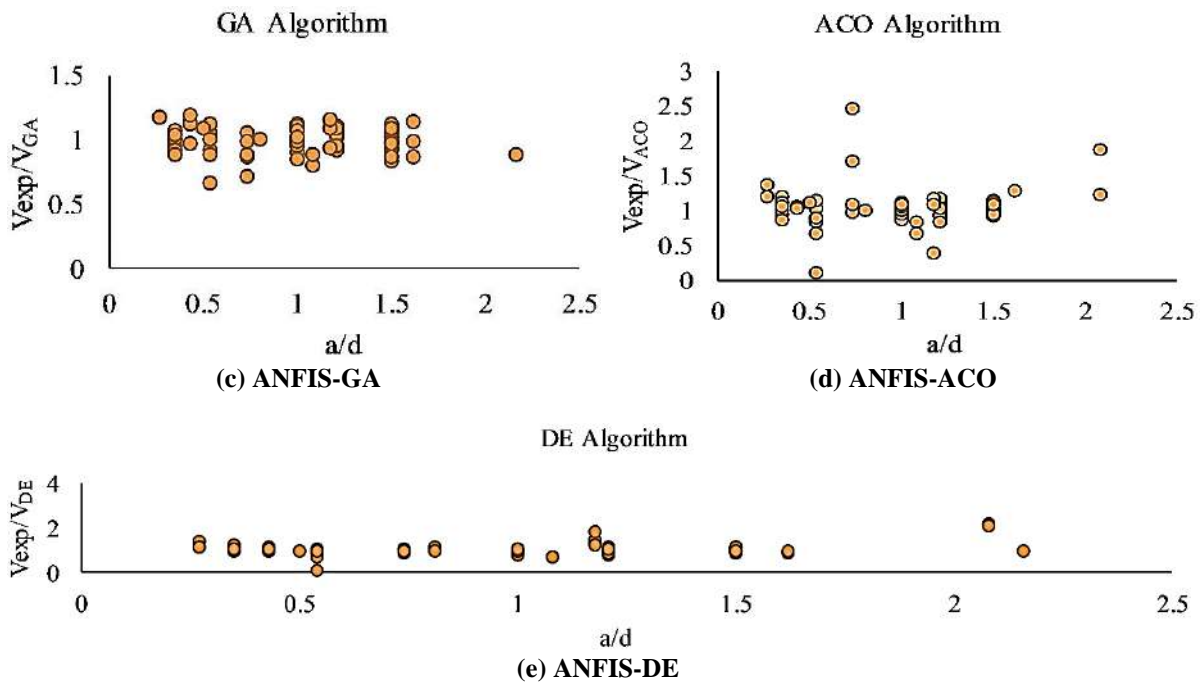 GA Algorithm
Vexp/VGA
1.5
1
0.5
0
0 0.5 1 1.5 2 2.5
a/d
(c) ANFIS-GA
ACO Algorithm
Vexp/VACO
3
2.5
2
1.5
1
0.5
0
0 0.5 1 1.5 2 2.5
a/d
(d) ANFIS-ACO
DE Algorithm
Vexp/VDE
4
2
0
0 0.5 1 1.5 2 2.5
a/d
(e) ANFIS-DE